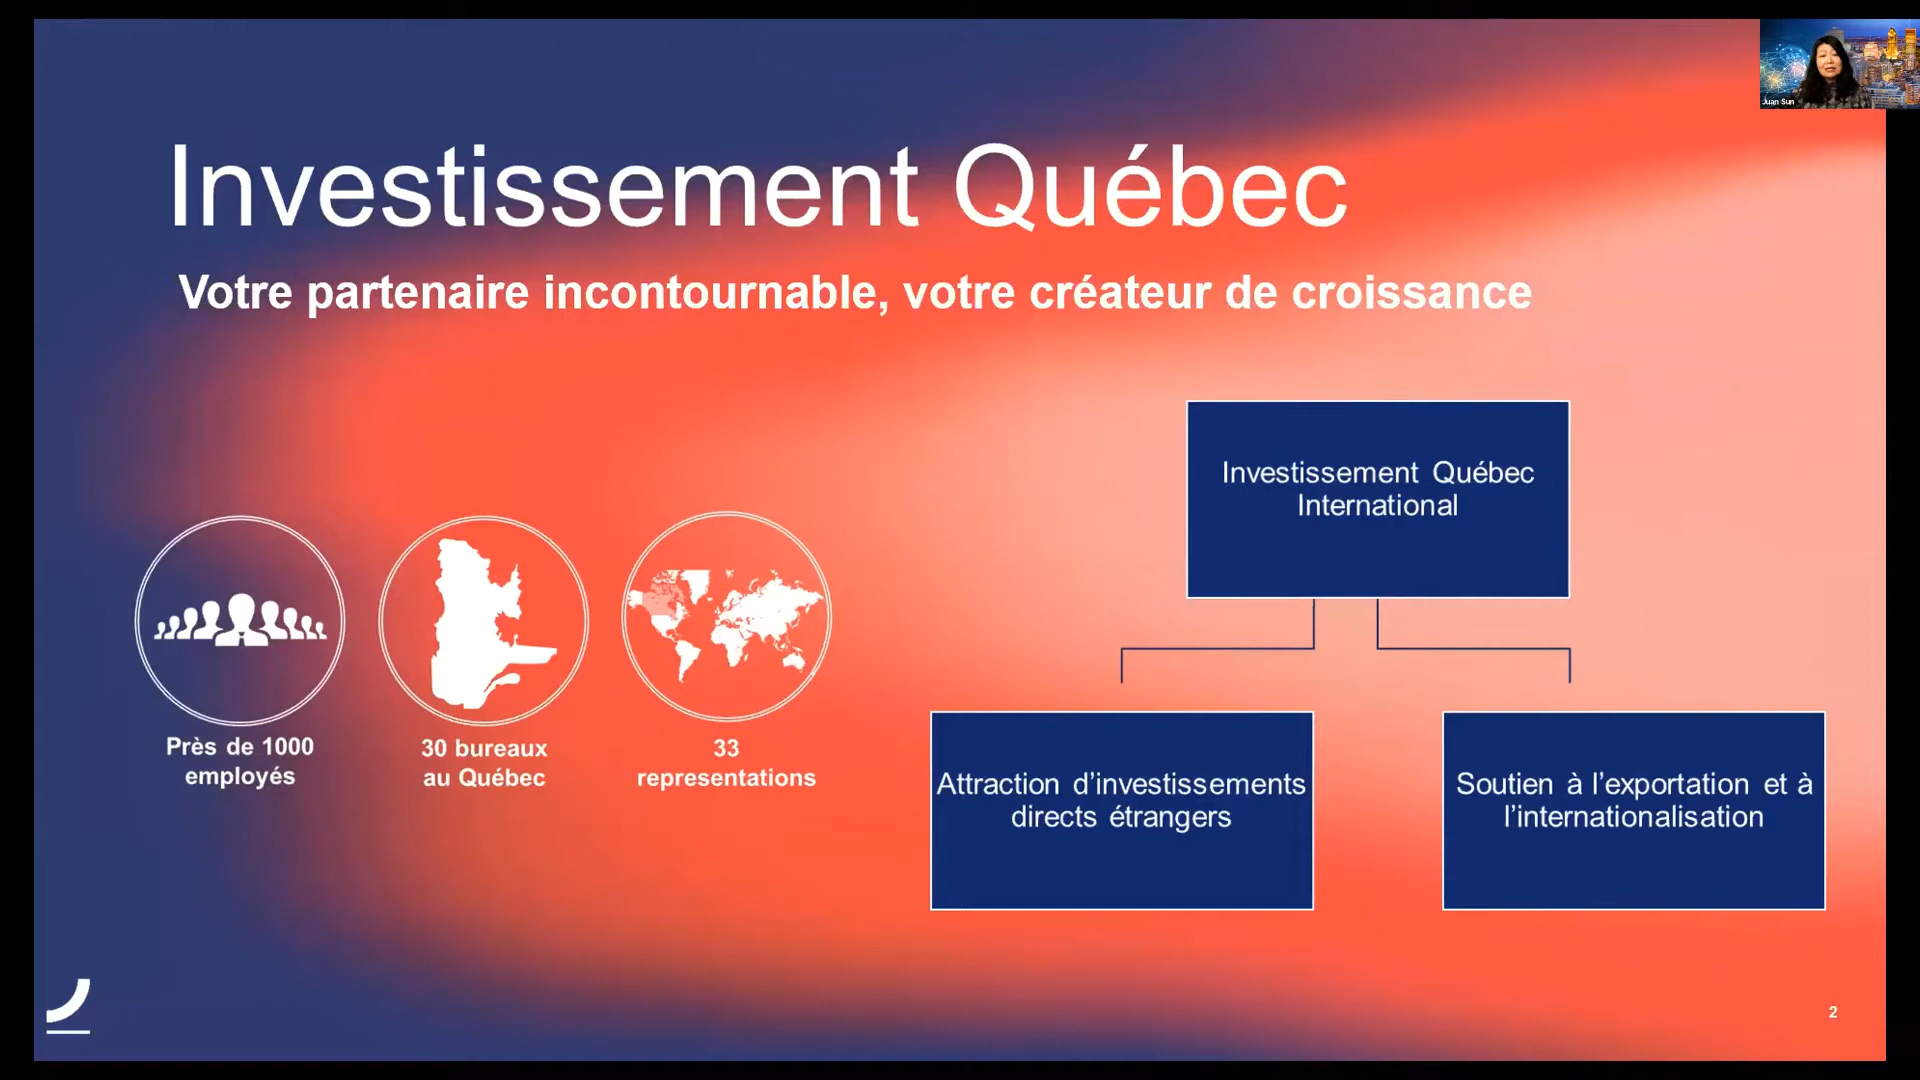 Investissement Québec
Votre partenaire incontournable, votre créateur de croissance
Juan Sun
Investissement Québec
International
Près de 1000
employés
30 bureaux
au Québec
33
representations
Attraction d’investissements
directs étrangers
Soutien à l’exportation et à
l’internationalisation
2